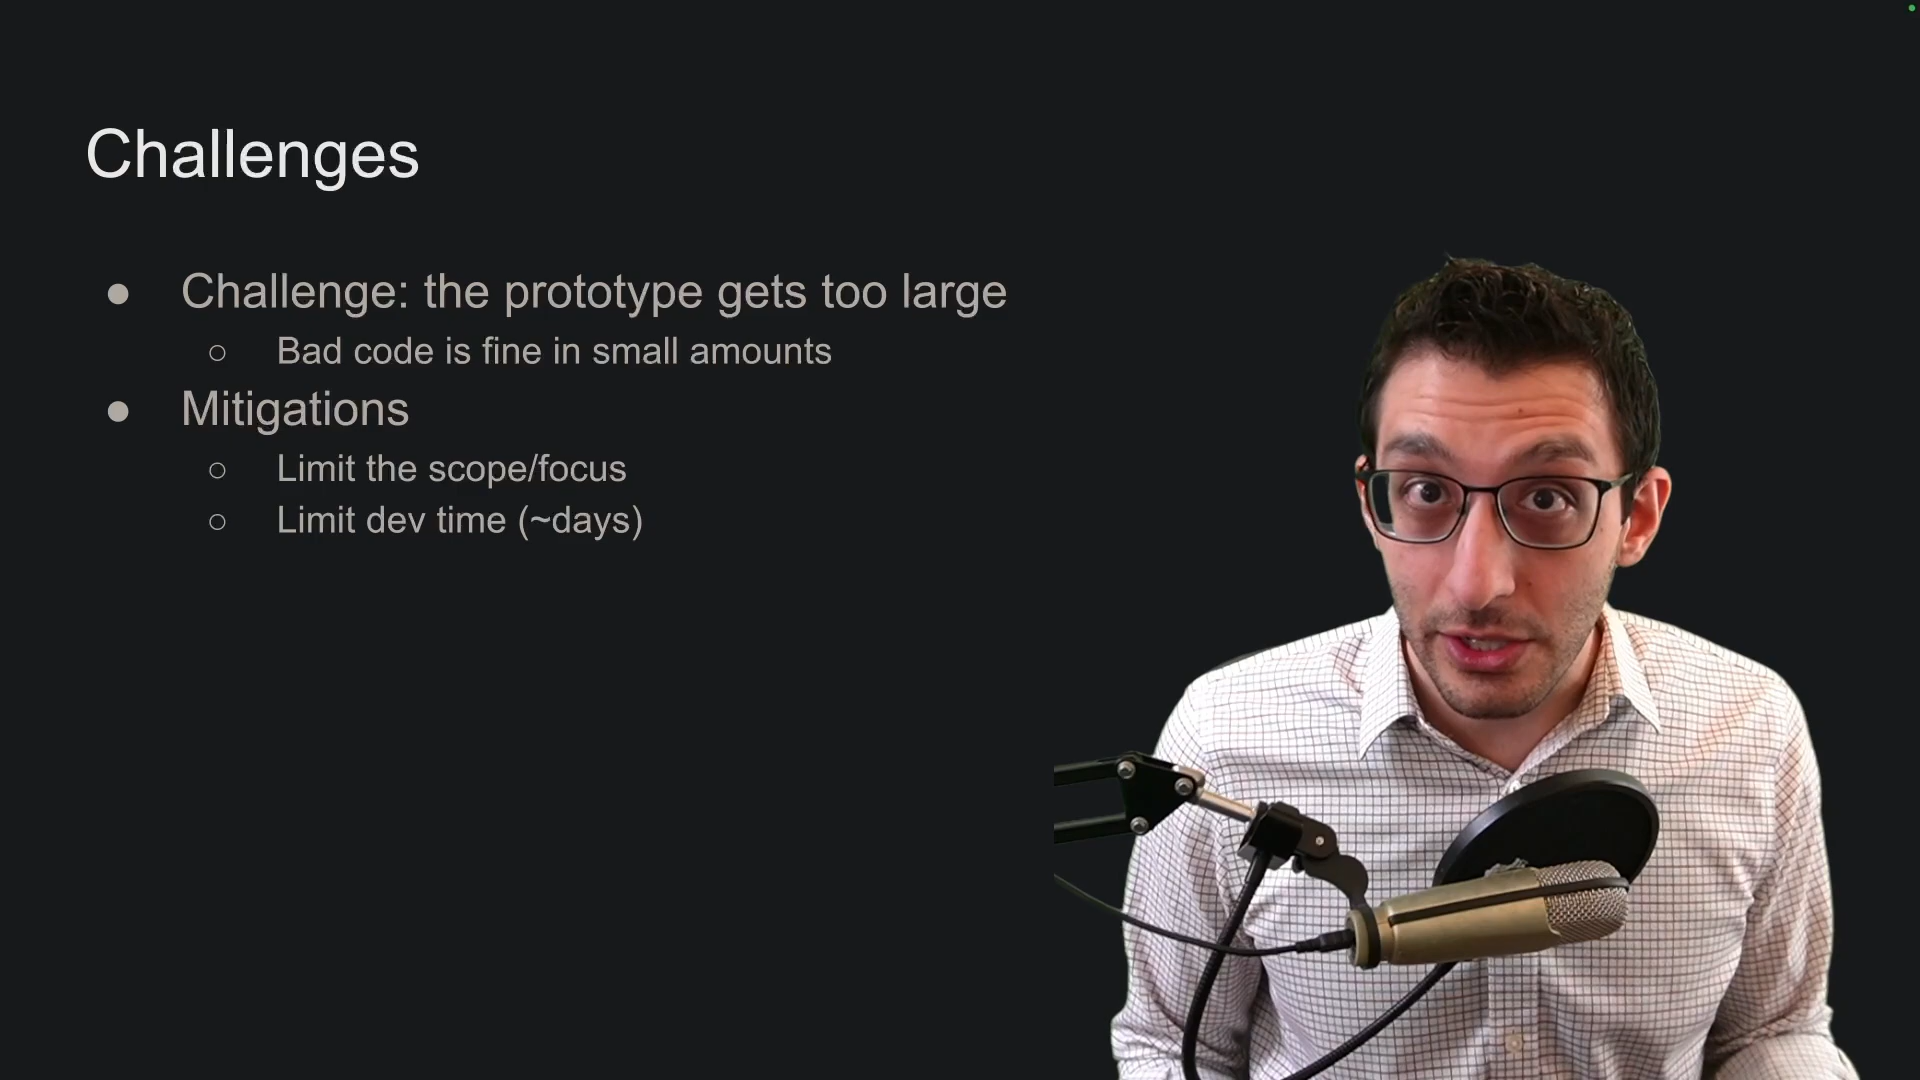 Challenges
● Challenge: the prototype gets too large
○ Bad code is fine in small amounts
● Mitigations
○ Limit the scope/focus
○ Limit dev time (~days)